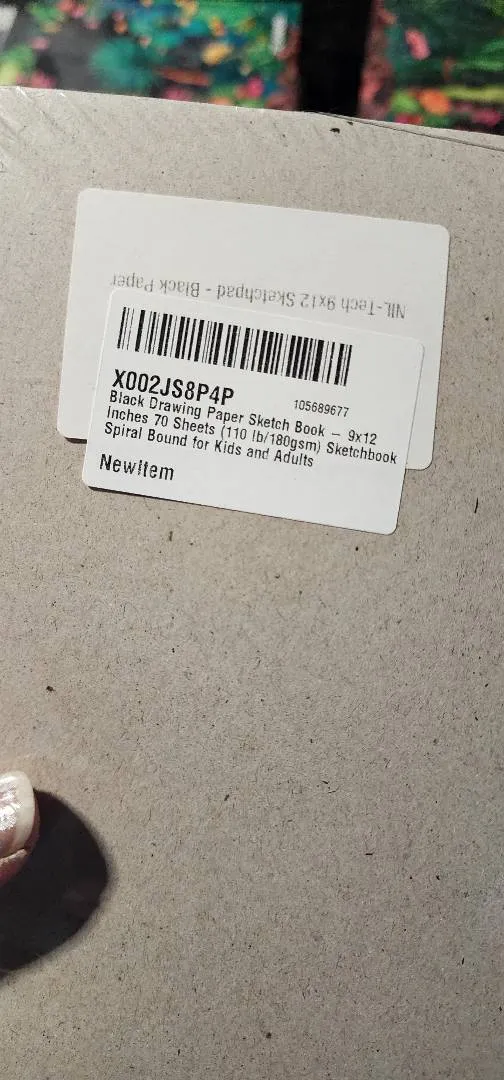 NIL-Tech 9x12 Sketchpad - Black Paper
X002JS8P4P
105689677
Black Drawing Paper Sketch Book – 9x12
inches 70 Sheets (110 lb/180gsm) Sketchbook
Spiral Bound for Kids and Adults
NewItem